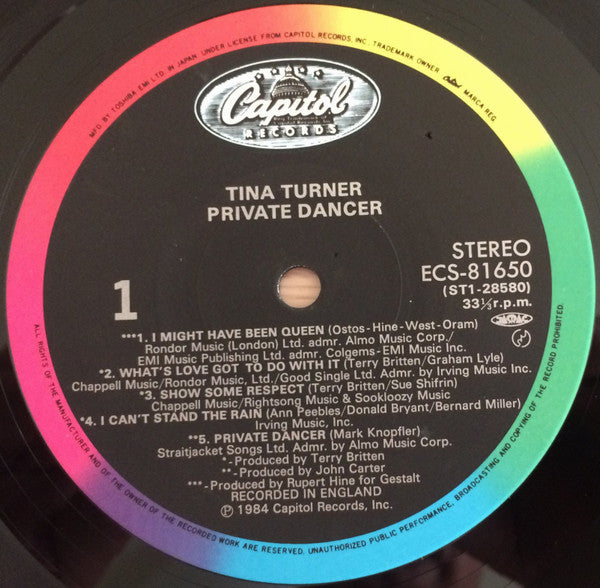 MFD. BY TOSHIBA EMI LTD. IN JAPAN. UNDER LICENSE FROM CAPITOL RECORDS, INC., TRADEMARK OWNER Capitol MARCA REG.
Capitol
RECORDS
TINA TURNER
PRIVATE DANCER
STEREO
ECS-81650
(ST1-28580)
33⅓r.p.m.
JASRAC
1
***1. I MIGHT HAVE BEEN QUEEN (Ostos-Hine-West-Oram)
Rondor Music (London) Ltd. admr. Almo Music Corp./
EMI Music Publishing Ltd. admr. Colgems-EMI Music Inc.
*2. WHAT'S LOVE GOT TO DO WITH IT (Terry Britten/Graham Lyle)
Chappell Music/Rondor Music, Ltd./Good Single Ltd. Admr. by Irving Music Inc.
*3. SHOW SOME RESPECT (Terry Britten/Sue Shifrin)
Chappell Music/Rightsong Music & Sookloozy Music
*4. I CAN'T STAND THE RAIN (Ann Peebles/Donald Bryant/Bernard Miller)
Irving Music, Inc.
**5. PRIVATE DANCER (Mark Knopfler)
Straitjacket Songs Ltd. Admr. by Almo Music Corp.
*-Produced by Terry Britten
**-Produced by John Carter
***-Produced by Rupert Hine for Gestalt
RECORDED IN ENGLAND
℗ 1984 Capitol Records, Inc.
ALL RIGHTS OF THE MANUFACTURER AND OF THE OWNER OF THE RECORDED WORK ARE RESERVED. UNAUTHORIZED PUBLIC PERFORMANCE, BROADCASTING AND COPYING OF THE RECORD PROHIBITED.